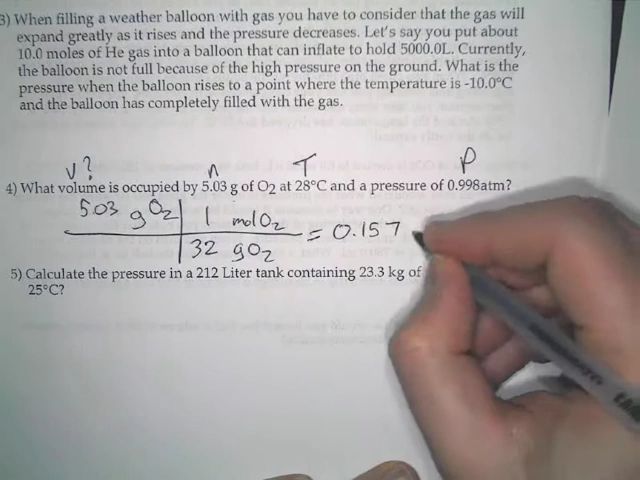 3) When filling a weather balloon with gas you have to consider that the gas will
expand greatly as it rises and the pressure decreases. Let's say you put about
10.0 moles of He gas into a balloon that can inflate to hold 5000.0L. Currently,
the balloon is not full because of the high pressure on the ground. What is the
pressure when the balloon rises to a point where the temperature is -10.0°C
and the balloon has completely filled with the gas.
V? n T P
4) What volume is occupied by 5.03 g of O2 at 28°C and a pressure of 0.998atm?
5.03 gO2 1 molO2 = 0.157
32 gO2
5) Calculate the pressure in a 212 Liter tank containing 23.3 kg of
25°C?